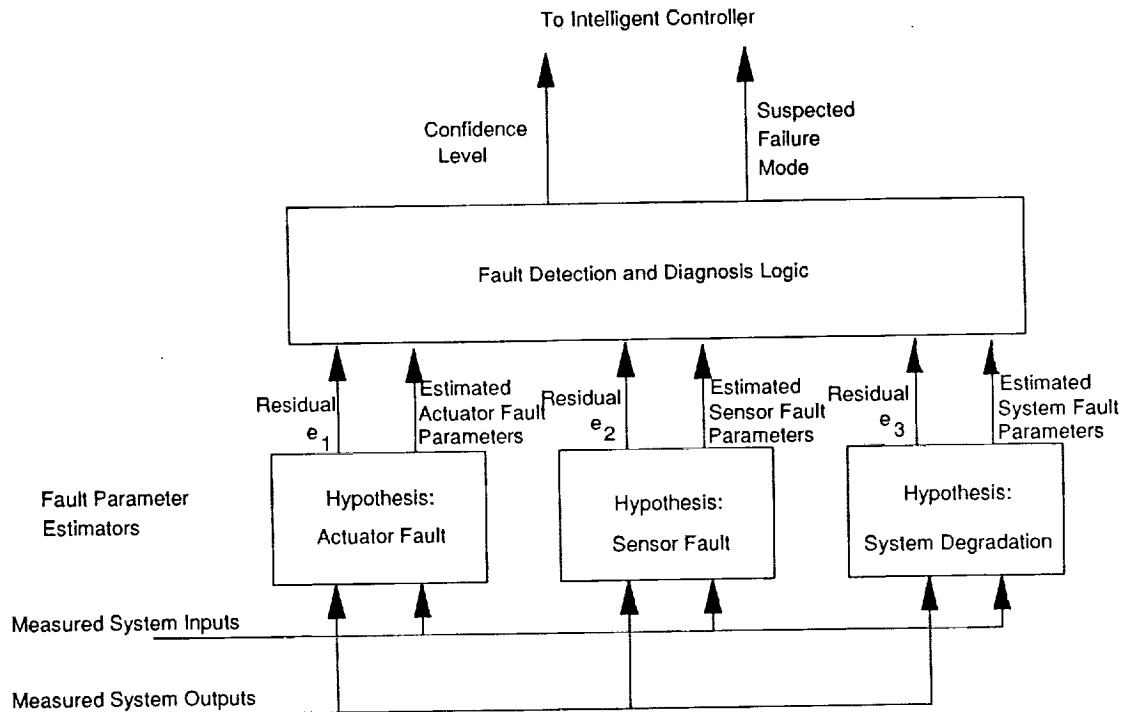 To Intelligent Controller
Confidence
Level
Suspected
Failure
Mode
Fault Detection and Diagnosis Logic
Residual
e1
Estimated
Actuator Fault
Parameters
Residual
e2
Estimated
Sensor Fault
Parameters
Residual
e3
Estimated
System Fault
Parameters
Fault Parameter
Estimators
Hypothesis:
Actuator Fault
Hypothesis:
Sensor Fault
Hypothesis:
System Degradation
Measured System Inputs
Measured System Outputs